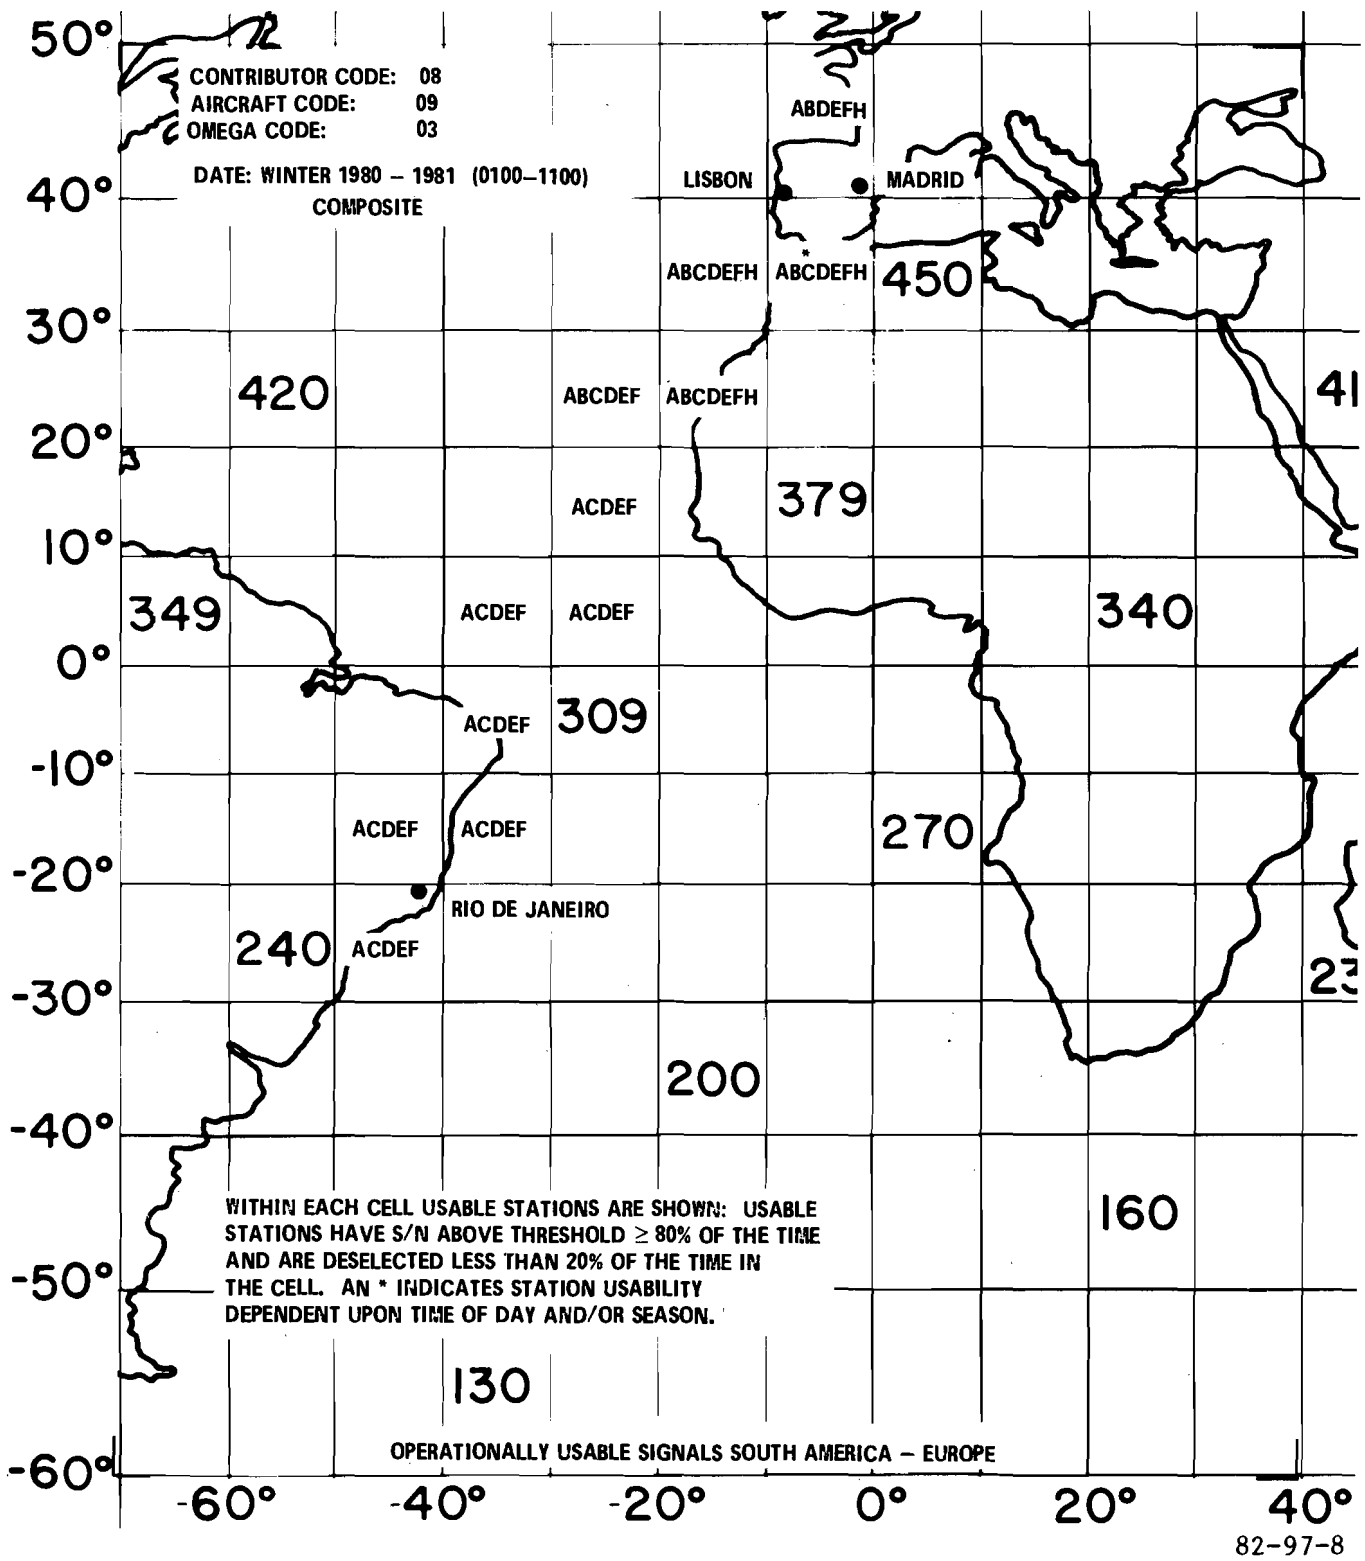 50°
CONTRIBUTOR CODE: 08
AIRCRAFT CODE: 09
OMEGA CODE: 03
ABDEFH
DATE: WINTER 1980 – 1981 (0100–1100)
COMPOSITE
LISBON
MADRID
40°
*
ABCDEFH
ABCDEFH
450
30°
420
ABCDEF
ABCDEFH
41
20°
ACDEF
379
10°
349
ACDEF
ACDEF
340
0°
ACDEF
309
-10°
ACDEF
ACDEF
270
-20°
RIO DE JANEIRO
240
ACDEF
23
-30°
200
-40°
WITHIN EACH CELL USABLE STATIONS ARE SHOWN: USABLE
STATIONS HAVE S/N ABOVE THRESHOLD ≥ 80% OF THE TIME
AND ARE DESELECTED LESS THAN 20% OF THE TIME IN
THE CELL. AN * INDICATES STATION USABILITY
DEPENDENT UPON TIME OF DAY AND/OR SEASON.
160
-50°
130
OPERATIONALLY USABLE SIGNALS SOUTH AMERICA – EUROPE
-60°
-60° -40° -20° 0° 20° 40°
82-97-8